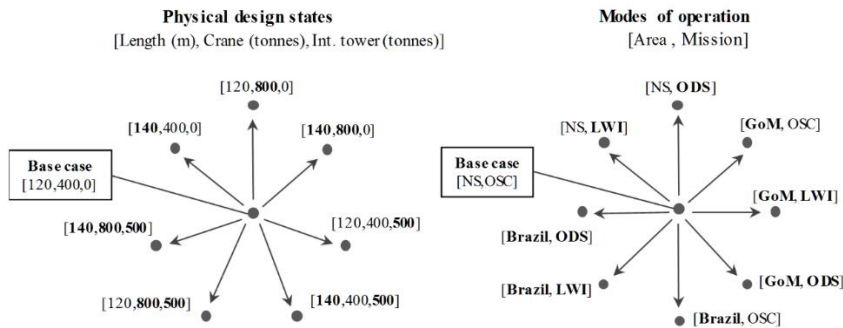 Physical design states
[Length (m), Crane (tonnes), Int. tower (tonnes)]
[120,800,0]
[140,400,0]
[140,800,0]
Base case
[120,400,0]
[140,800,500]
[120,400,500]
[120,800,500]
[140,400,500]
Modes of operation
[Area , Mission]
[NS, ODS]
[NS, LWI]
[GoM, OSC]
Base case
[NS,OSC]
[GoM, LWI]
[Brazil, ODS]
[Brazil, LWI]
[GoM, ODS]
[Brazil, OSC]